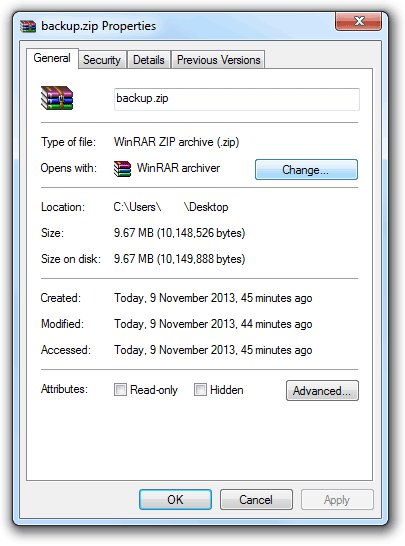 backup.zip Properties
General Security Details Previous Versions
backup.zip
Type of file: WinRAR ZIP archive (.zip)
Opens with: WinRAR archiver Change...
Location: C:\Users\ \Desktop
Size: 9.67 MB (10,148,526 bytes)
Size on disk: 9.67 MB (10,149,888 bytes)
Created: Today, 9 November 2013, 45 minutes ago
Modified: Today, 9 November 2013, 44 minutes ago
Accessed: Today, 9 November 2013, 45 minutes ago
Attributes: Read-only Hidden Advanced...
OK Cancel Apply